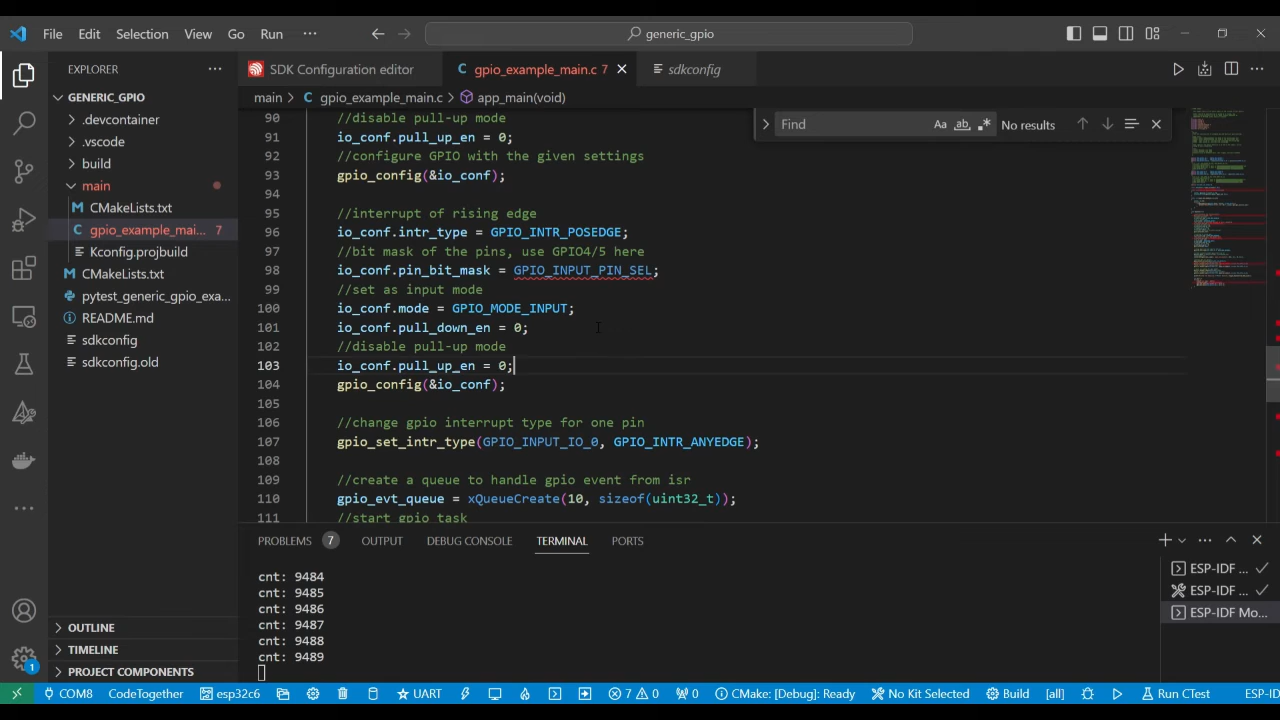 File Edit Selection View Go Run ··· generic_gpio
EXPLORER ···
GENERIC_GPIO
.devcontainer
.vscode
build
main
CMakeLists.txt
gpio_example_mai... 7
Kconfig.projbuild
CMakeLists.txt
pytest_generic_gpio_exa...
README.md
sdkconfig
sdkconfig.old
OUTLINE
TIMELINE
PROJECT COMPONENTS
SDK Configuration editor gpio_example_main.c 7 sdkconfig
main > gpio_example_main.c > app_main(void)
Find Aa ab No results
90 //disable pull-up mode
91 io_conf.pull_up_en = 0;
92 //configure GPIO with the given settings
93 gpio_config(&io_conf);
94
95 //interrupt of rising edge
96 io_conf.intr_type = GPIO_INTR_POSEDGE;
97 //bit mask of the pins, use GPIO4/5 here
98 io_conf.pin_bit_mask = GPIO_INPUT_PIN_SEL;
99 //set as input mode
100 io_conf.mode = GPIO_MODE_INPUT;
101 io_conf.pull_down_en = 0;
102 //disable pull-up mode
103 io_conf.pull_up_en = 0;
104 gpio_config(&io_conf);
105
106 //change gpio interrupt type for one pin
107 gpio_set_intr_type(GPIO_INPUT_IO_0, GPIO_INTR_ANYEDGE);
108
109 //create a queue to handle gpio event from isr
110 gpio_evt_queue = xQueueCreate(10, sizeof(uint32_t));
111 //start gpio task
PROBLEMS 7 OUTPUT DEBUG CONSOLE TERMINAL PORTS
cnt: 9484
cnt: 9485
cnt: 9486
cnt: 9487
cnt: 9488
cnt: 9489
ESP-IDF ...
ESP-IDF ...
ESP-IDF Mo...
1
COM8 CodeTogether esp32c6 UART 7 0 0 CMake: [Debug]: Ready No Kit Selected Build [all] Run CTest ESP-ID